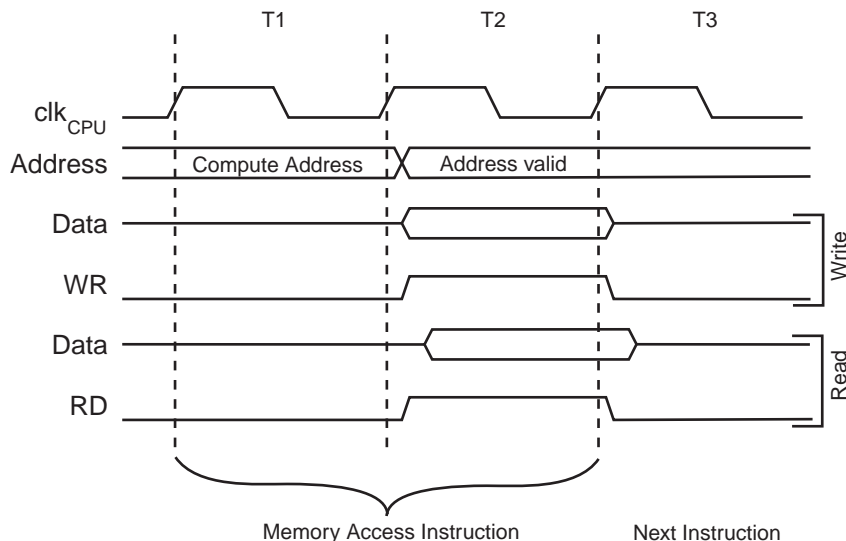 T1 T2 T3
clkCPU
Address Compute Address Address valid
Data
WR
Write
Data
RD
Read
Memory Access Instruction Next Instruction